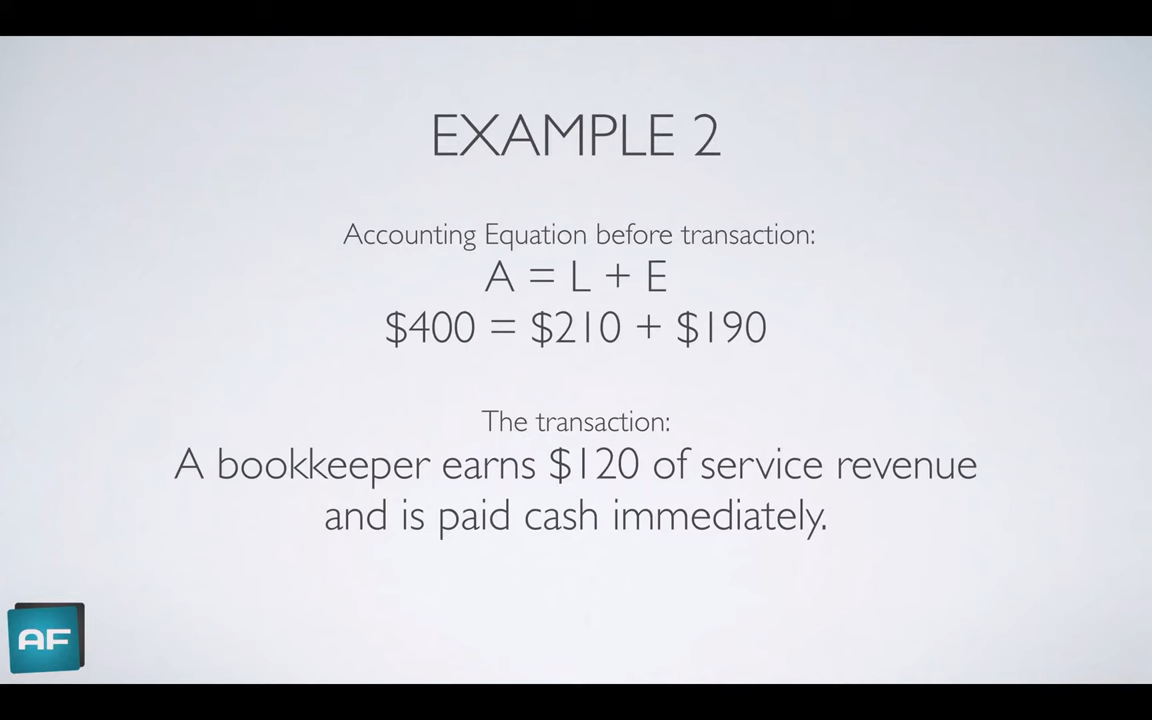 EXAMPLE 2
Accounting Equation before transaction:
A = L + E
$400 = $210 + $190
The transaction:
A bookkeeper earns $120 of service revenue
and is paid cash immediately.
AF